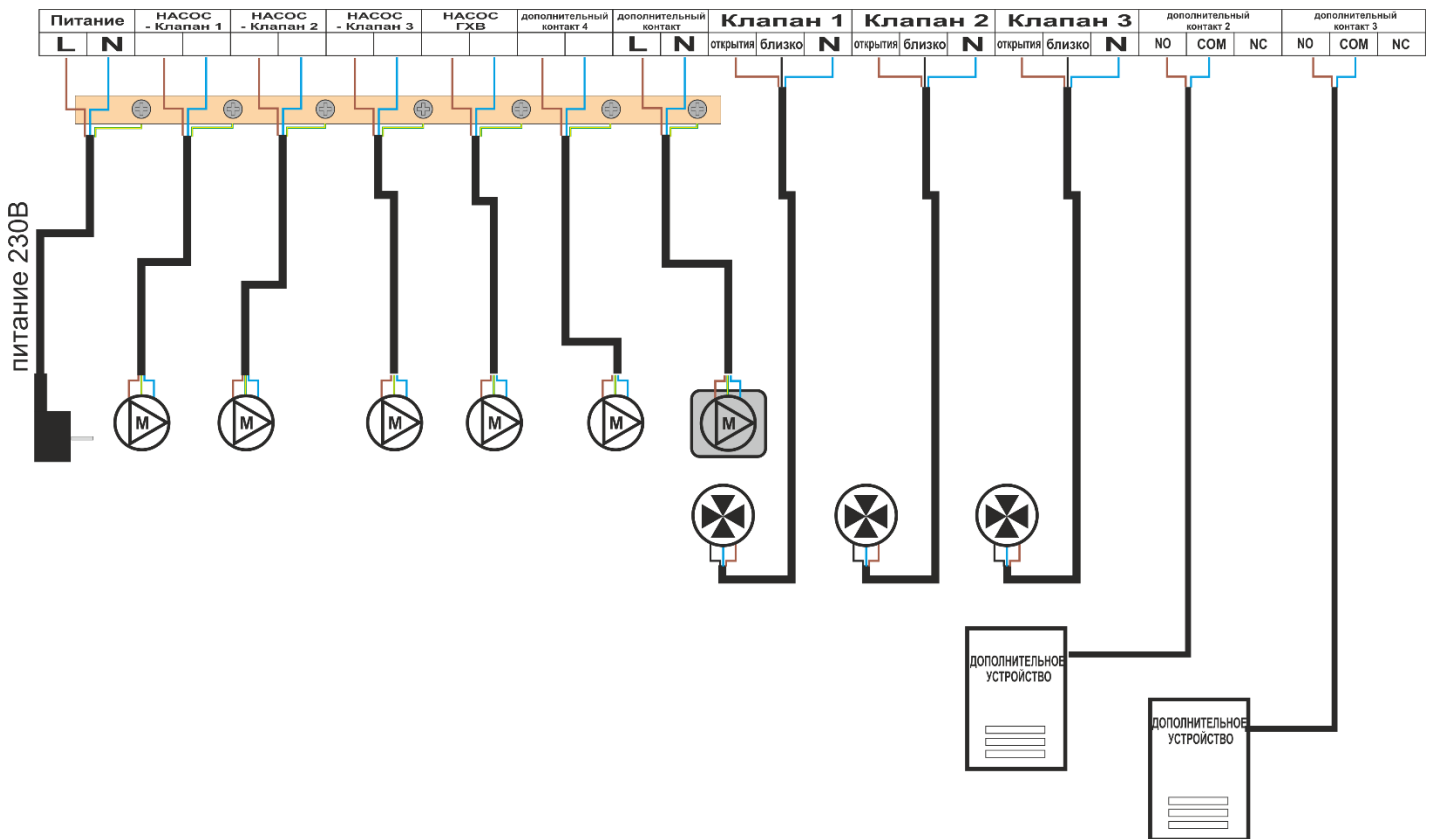 Питание
НАСОС
- Клапан 1
НАСОС
- Клапан 2
НАСОС
- Клапан 3
НАСОС
ГХВ
дополнительный
контакт 4
дополнительный
контакт
Клапан 1
Клапан 2
Клапан 3
дополнительный
контакт 2
дополнительный
контакт 3
L N L N открытия близко N открытия близко N открытия близко N NO COM NC NO COM NC
питание 230В
M M M M M M
ДОПОЛНИТЕЛЬНОЕ
УСТРОЙСТВО
ДОПОЛНИТЕЛЬНОЕ
УСТРОЙСТВО